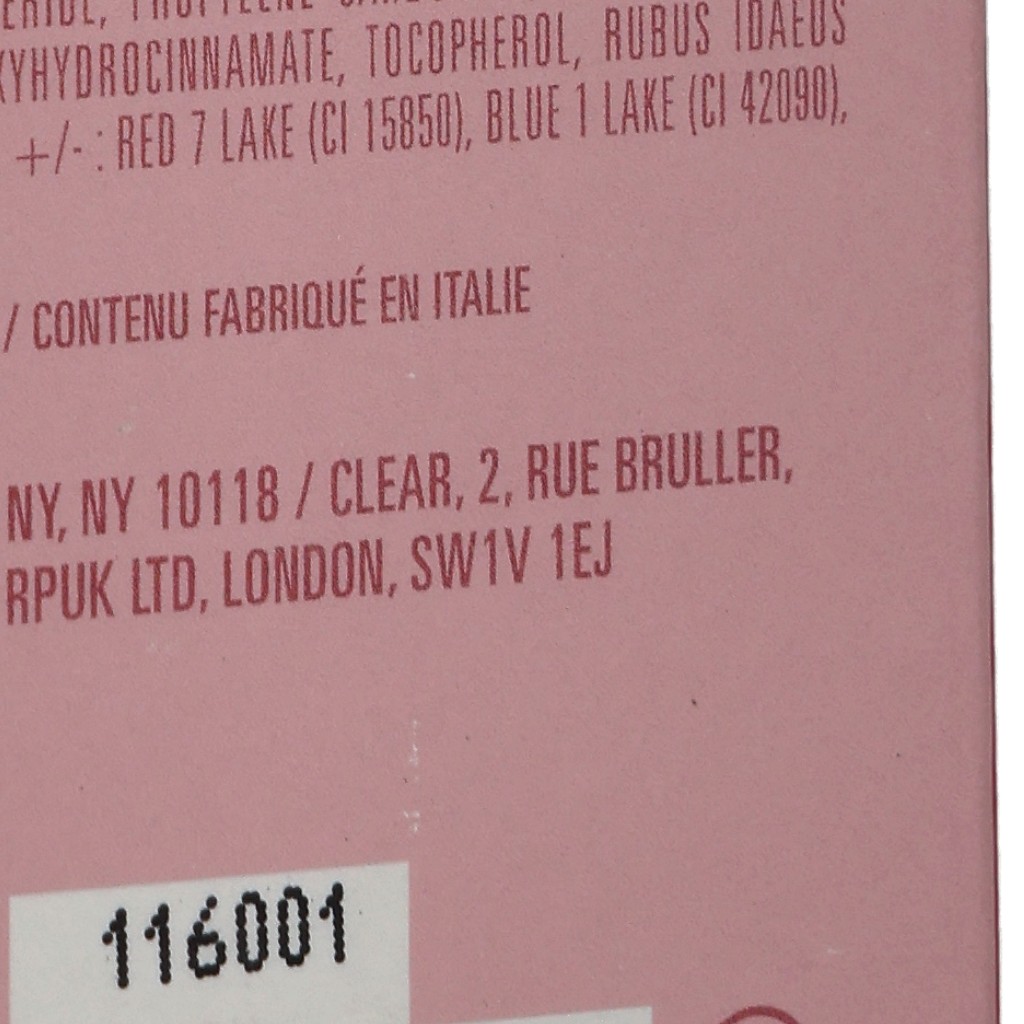 TOCOPHEROL, RUBUS IDAEUS
+/- : RED 7 LAKE (CI 15850), BLUE 1 LAKE (CI 42090),
/ CONTENU FABRIQUÉ EN ITALIE
NY, NY 10118 / CLEAR, 2, RUE BRULLER,
RPUK LTD, LONDON, SW1V 1EJ
116001